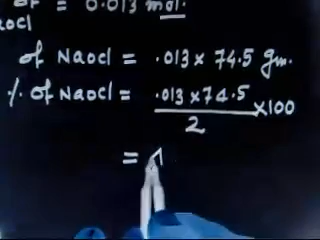 = 0.013 mol.
of NaOCl = .013 × 74.5 gm.
% of NaOCl = .013 × 74.5 / 2 × 100
=